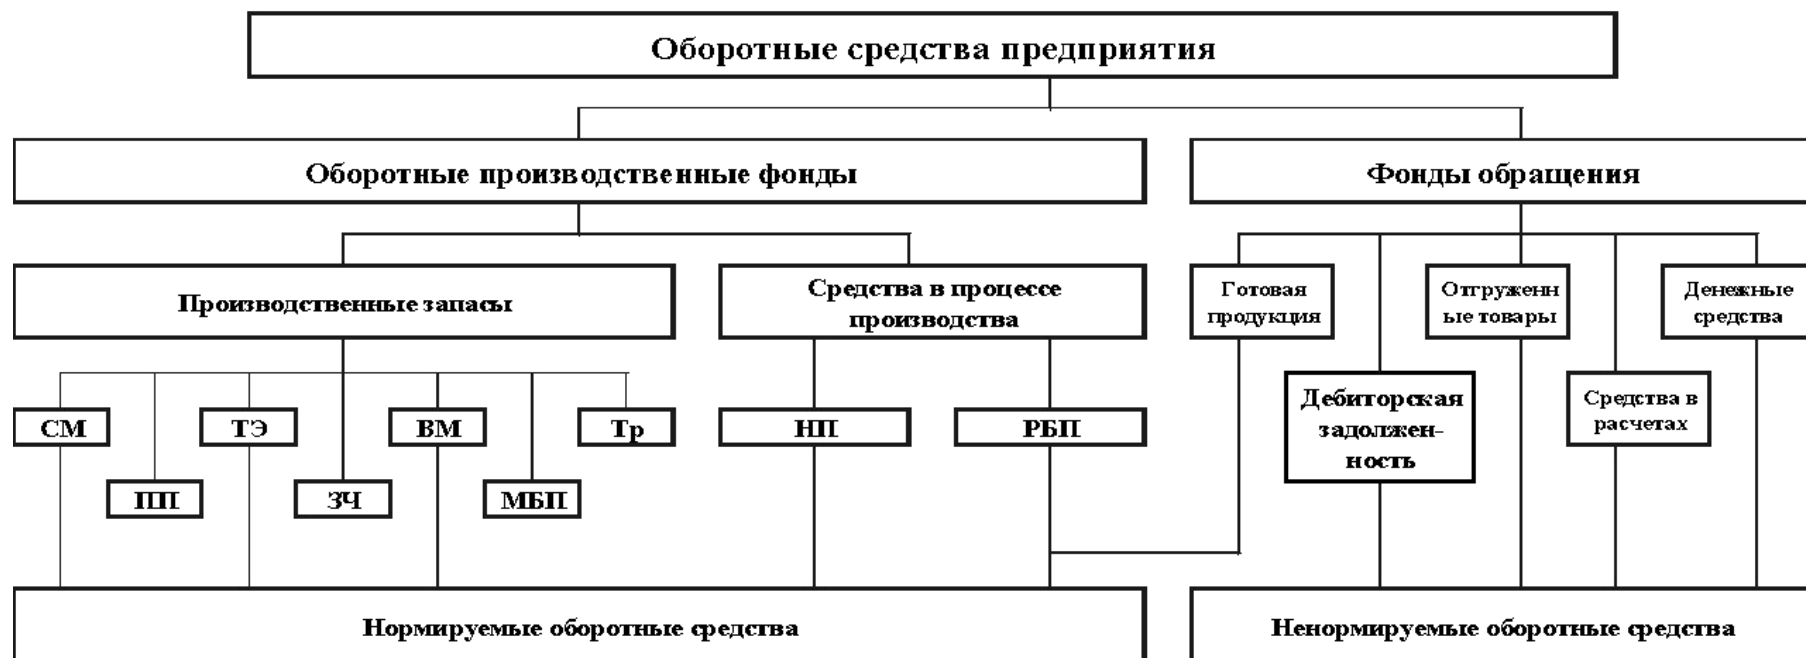 Оборотные средства предприятия
Оборотные производственные фонды
Фонды обращения
Производственные запасы
Средства в процессе
производства
Готовая
продукция
Отгруженн
ые товары
Денежные
средства
Дебиторская
задолжен-
ность
Средства в
расчетах
СМ
ТЭ
ВМ
Тр
НП
РБП
ПП
ЗЧ
МБП
Нормируемые оборотные средства
Ненормируемые оборотные средства